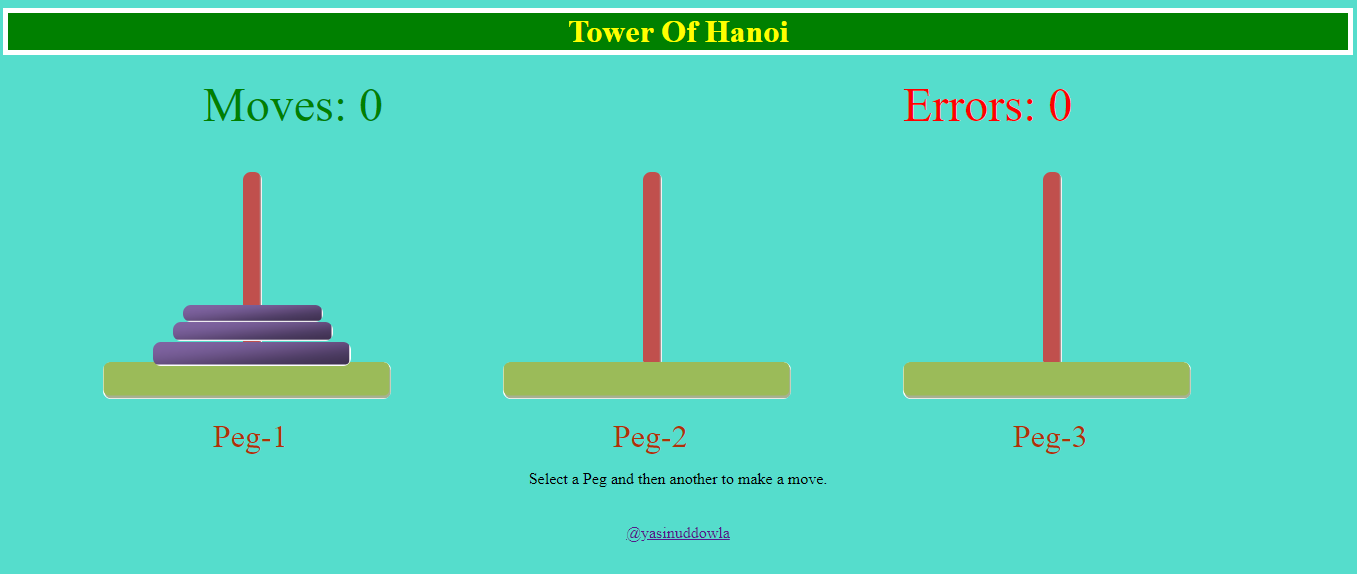 Tower Of Hanoi
Moves: 0
Errors: 0
Peg-1
Peg-2
Peg-3
Select a Peg and then another to make a move.
@yasinuddowla